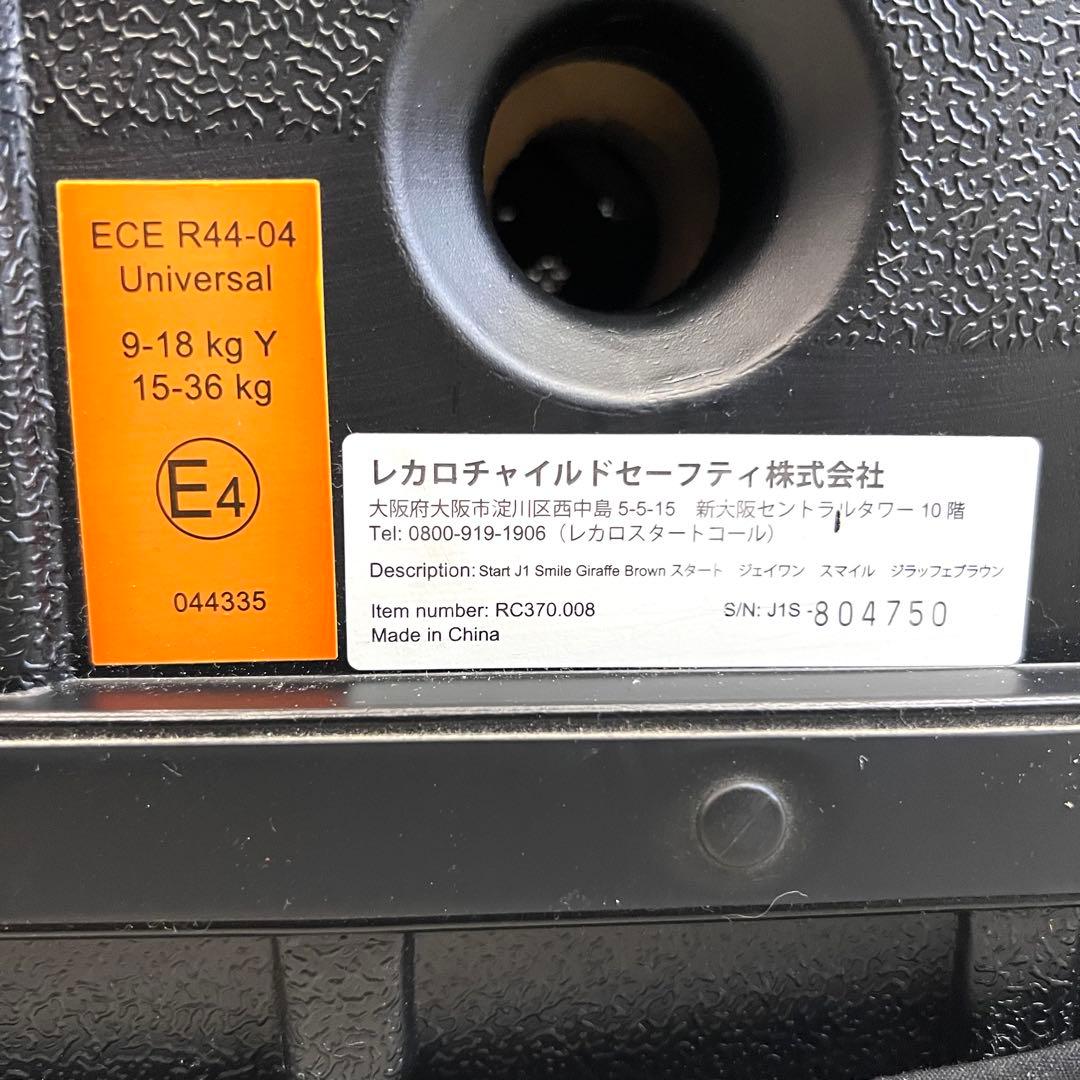 ECE R44-04
Universal
9-18 kg Y
15-36 kg
E4
044335
レカロチャイルドセーフティ株式会社
大阪府大阪市淀川区西中島 5-5-15　新大阪セントラルタワー 10 階
Tel: 0800-919-1906（レカロスタートコール）
Description: Start J1 Smile Giraffe Brown スタート　ジェイワン　スマイル　ジラッフェブラウン
Item number: RC370.008 S/N: J1S -804750
Made in China